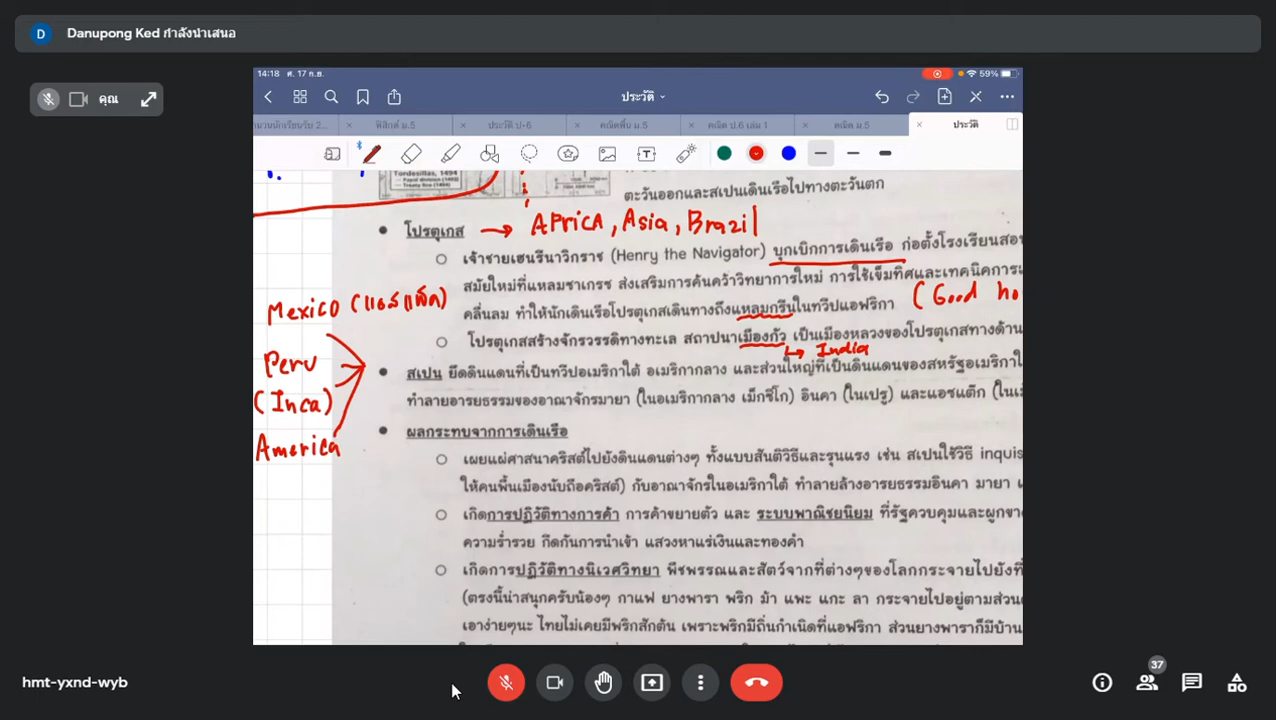 D Danupong Ked กำลังนำเสนอ
คุณ
14:18 ศ. 17 ก.ย.
59%
ประวัติ
านวนนักเรียนวัน 2...
ฟิสิกส์ ม.5
ประวัติ ป-6
คณิตพื้น ม.5
คณิต ป.6 เล่ม 1
คณิต ม.5
ประวัติ
Tordesillas, 1494
Papal division (1493)
Treaty line (1494)
ตะวันออกและสเปนเดินเรือไปทางตะวันตก
โปรตุเกส → AFricA, Asia, Brazil
เจ้าชายเฮนรีนาวิกราช (Henry the Navigator) บุกเบิกการเดินเรือ ก่อตั้งโรงเรียนสอน
สมัยใหม่ที่แหลมซาเกรซ ส่งเสริมการค้นคว้าวิทยาการใหม่ การใช้เข็มทิศและเทคนิคการเ
คลื่นลม ทำให้นักเดินเรือโปรตุเกสเดินทางถึงแหลมกรีนในทวีปแอฟริกา (Good ho
Mexico (แอสแต็ค)
โปรตุเกสสร้างจักรวรรดิทางทะเล สถาปนาเมืองกัว เป็นเมืองหลวงของโปรตุเกสทางด้าน
India
Peru
(Inca)
America
สเปน ยึดดินแดนที่เป็นทวีปอเมริกาใต้ อเมริกากลาง และส่วนใหญ่ที่เป็นดินแดนของสหรัฐอเมริกาใ
ทำลายอารยธรรมของอาณาจักรมายา (ในอเมริกากลาง เม็กซิโก) อินคา (ในเปรู) และแอซเต็ก (ในเม
ผลกระทบจากการเดินเรือ
เผยแผ่ศาสนาคริสต์ไปยังดินแดนต่างๆ ทั้งแบบสันติวิธีและรุนแรง เช่น สเปนใช้วิธี inquis
ให้คนพื้นเมืองนับถือคริสต์) กับอาณาจักรในอเมริกาใต้ ทำลายล้างอารยธรรมอินคา มายา แ
เกิดการปฏิวัติทางการค้า การค้าขยายตัว และ ระบบพาณิชยนิยม ที่รัฐควบคุมและผูกขา
ความร่ำรวย กีดกันการนำเข้า แสวงหาแร่เงินและทองคำ
เกิดการปฏิวัติทางนิเวศวิทยา พืชพรรณและสัตว์จากที่ต่างๆของโลกกระจายไปยังที่
(ตรงนี้น่าสนุกครับน้องๆ กาแฟ ยางพารา พริก ม้า แพะ แกะ ลา กระจายไปอยู่ตามส่วนต
เอาง่ายๆนะ ไทยไม่เคยมีพริกสักต้น เพราะพริกมีถิ่นกำเนิดที่แอฟริกา ส่วนยางพาราก็มีบ้าน
hmt-yxnd-wyb
37